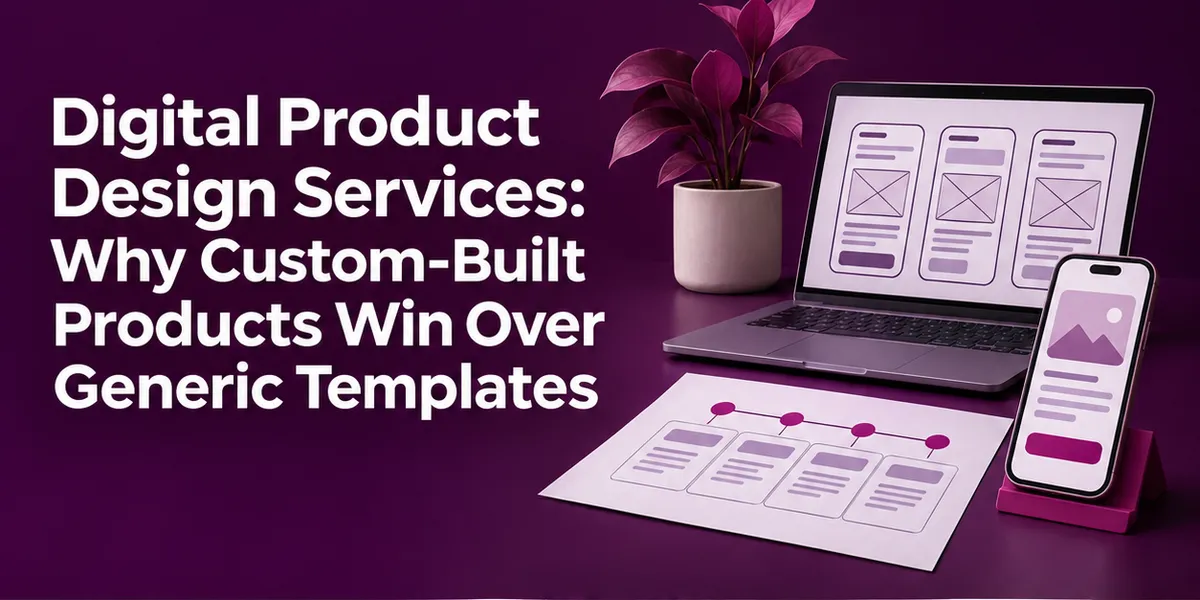 Digital Product
Design Services:
Why Custom-Built
Products Win Over
Generic Templates